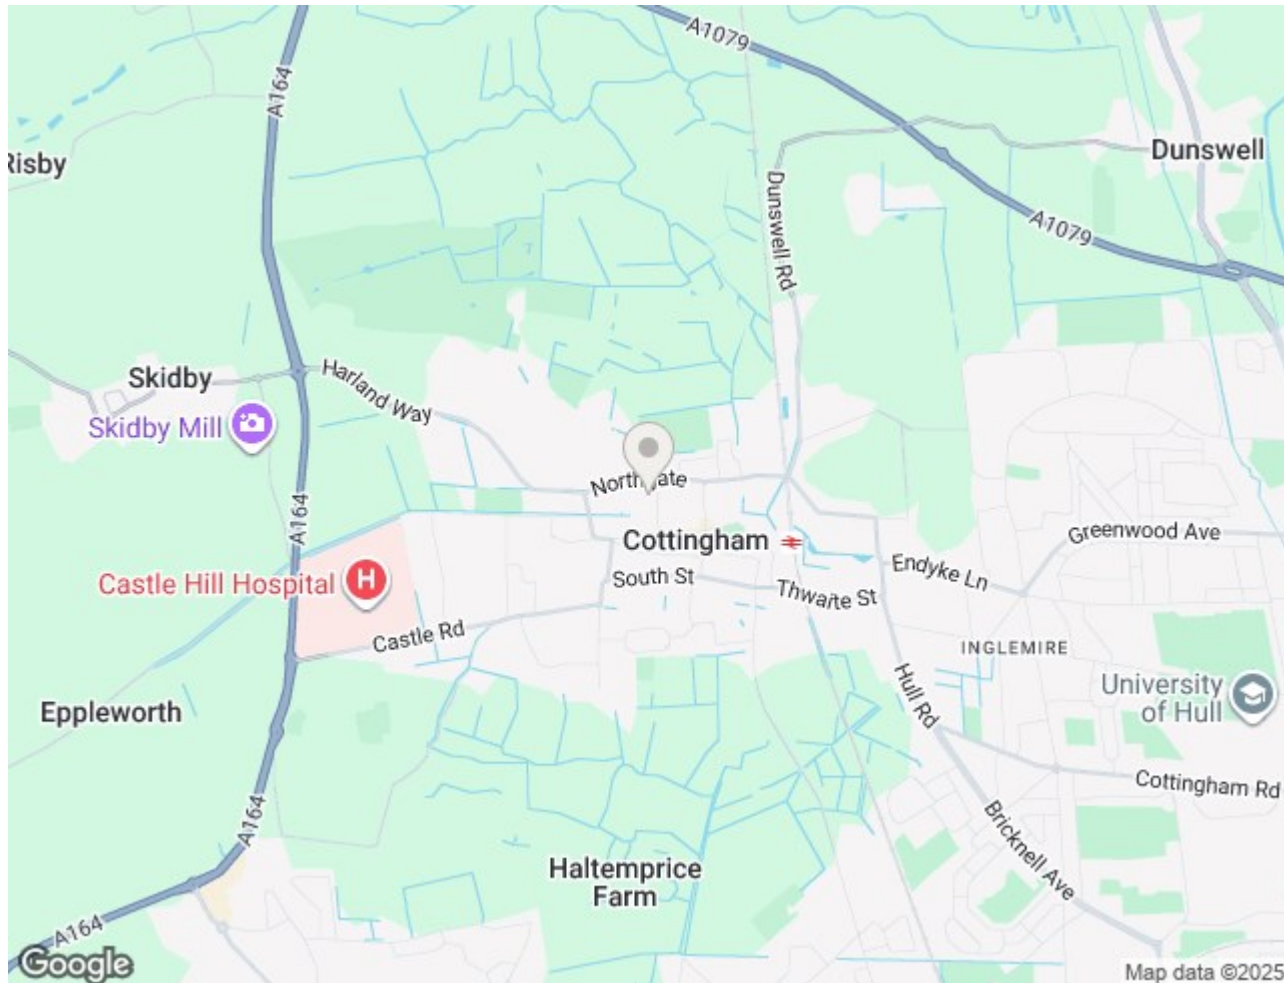 A1079
A164
Risby
Dunswell
Dunswell Rd
A1079
Skidby
Harland Way
Skidby Mill
Northgate
A164
Cottingham
Greenwood Ave
Castle Hill Hospital
H
South St
Endyke Ln
Thwaite St
Castle Rd
INGLEMIRE
University
of Hull
Eppleworth
Hull Rd
Cottingham Rd
A164
Bricknell Ave
Haltemprice
Farm
A164
Google
Map data ©2025